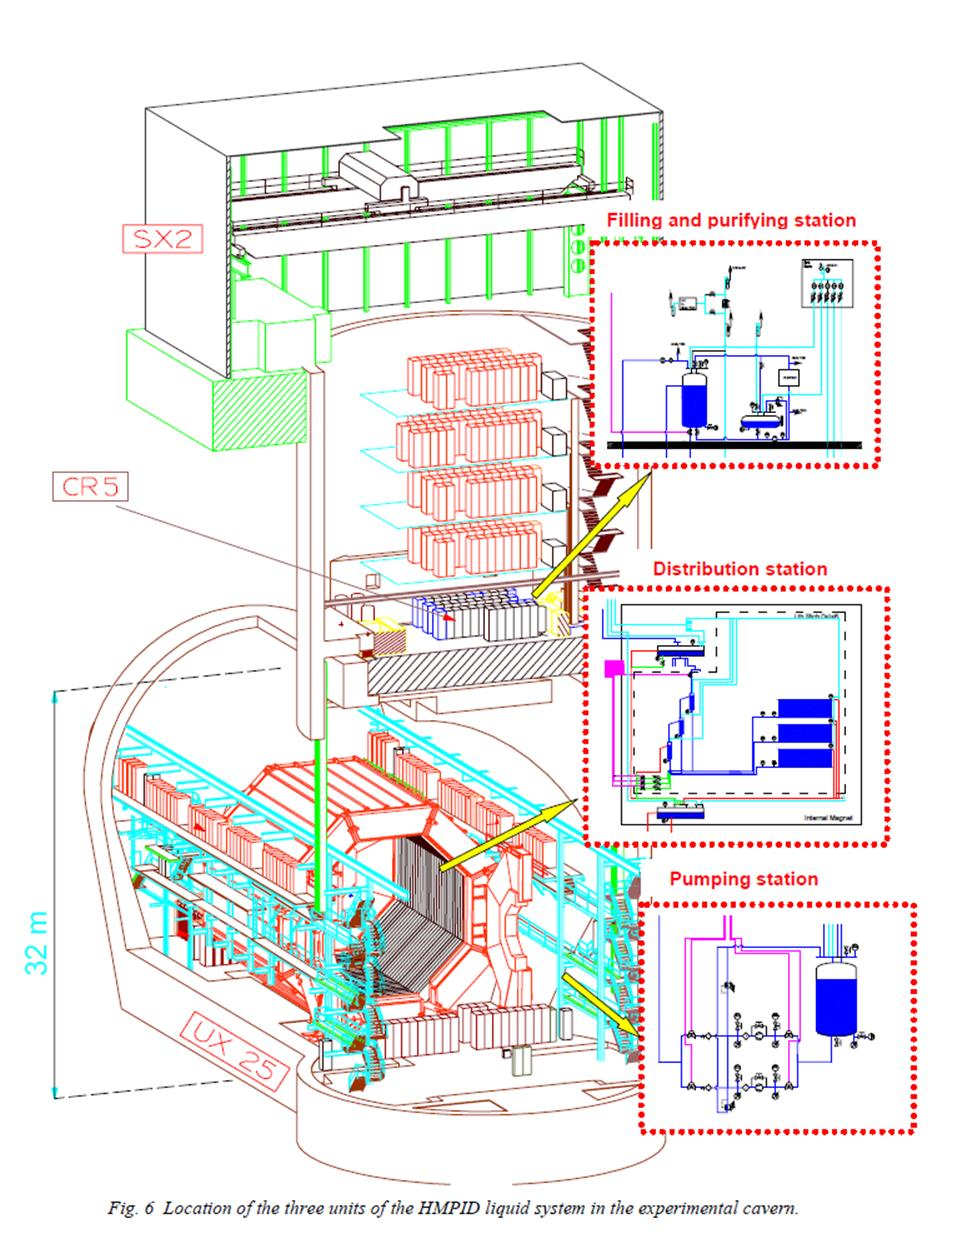 SX2
Filling and purifying station
CR5
Distribution station
Internal Magnet
Pumping station
32 m
UX 25
Fig. 6 Location of the three units of the HMPID liquid system in the experimental cavern.